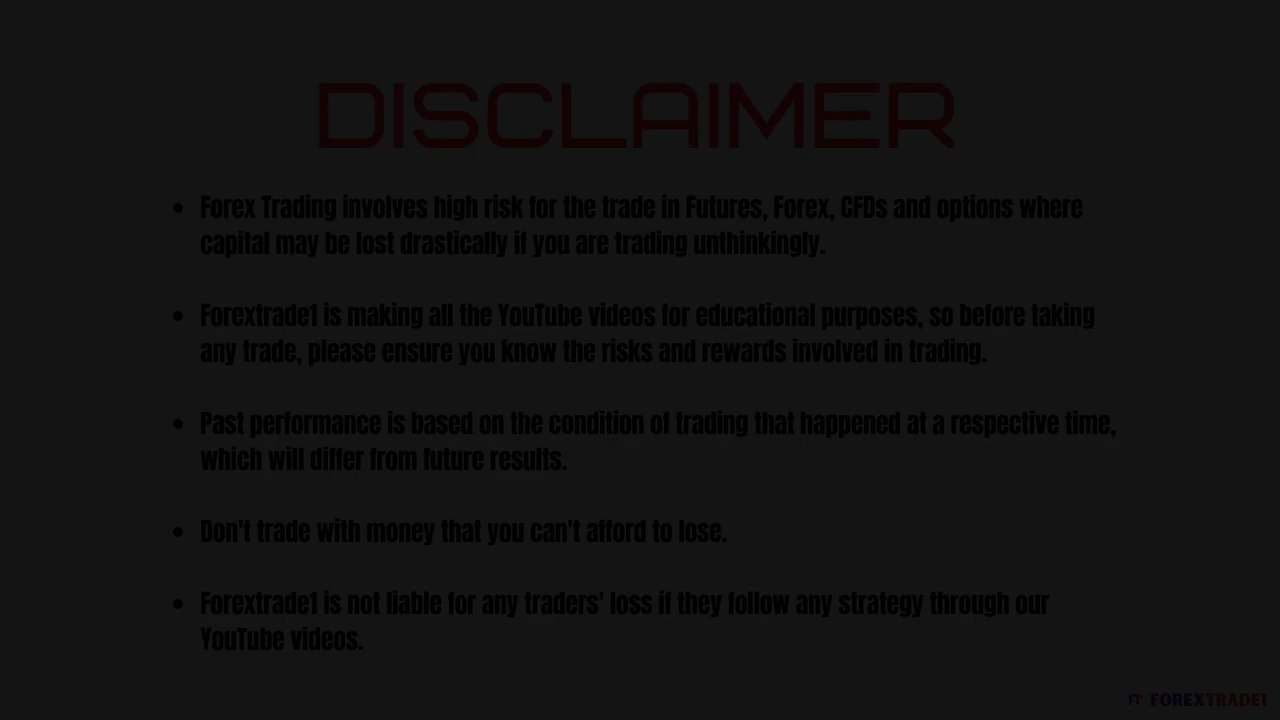 DISCLAIMER
• Forex Trading involves high risk for the trade in Futures, Forex, CFDs and options where
capital may be lost drastically if you are trading unthinkingly.
• Forextrade1 is making all the YouTube videos for educational purposes, so before taking
any trade, please ensure you know the risks and rewards involved in trading.
• Past performance is based on the condition of trading that happened at a respective time,
which will differ from future results.
• Don't trade with money that you can't afford to lose.
• Forextrade1 is not liable for any traders' loss if they follow any strategy through our
YouTube videos.
FT FOREXTRADE1